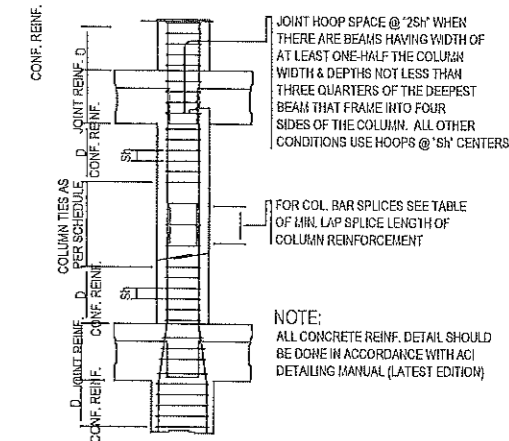 CONF. REINF.
D
JOINT REINF.
D
CONF. REINF.
Sh
COLUMN TIES AS
PER SCHEDULE
D
CONF. REINF.
Sh
JOINT REINF.
D
CONF. REINF.
JOINT HOOP SPACE @ "2Sh" WHEN
THERE ARE BEAMS HAVING WIDTH OF
AT LEAST ONE-HALF THE COLUMN
WIDTH & DEPTHS NOT LESS THAN
THREE QUARTERS OF THE DEEPEST
BEAM THAT FRAME INTO FOUR
SIDES OF THE COLUMN. ALL OTHER
CONDITIONS USE HOOPS @ "Sh" CENTERS
FOR COL. BAR SPLICES SEE TABLE
OF MIN. LAP SPLICE LENGTH OF
COLUMN REINFORCEMENT
NOTE:
ALL CONCRETE REINF. DETAIL SHOULD
BE DONE IN ACCORDANCE WITH ACI
DETAILING MANUAL (LATEST EDITION)